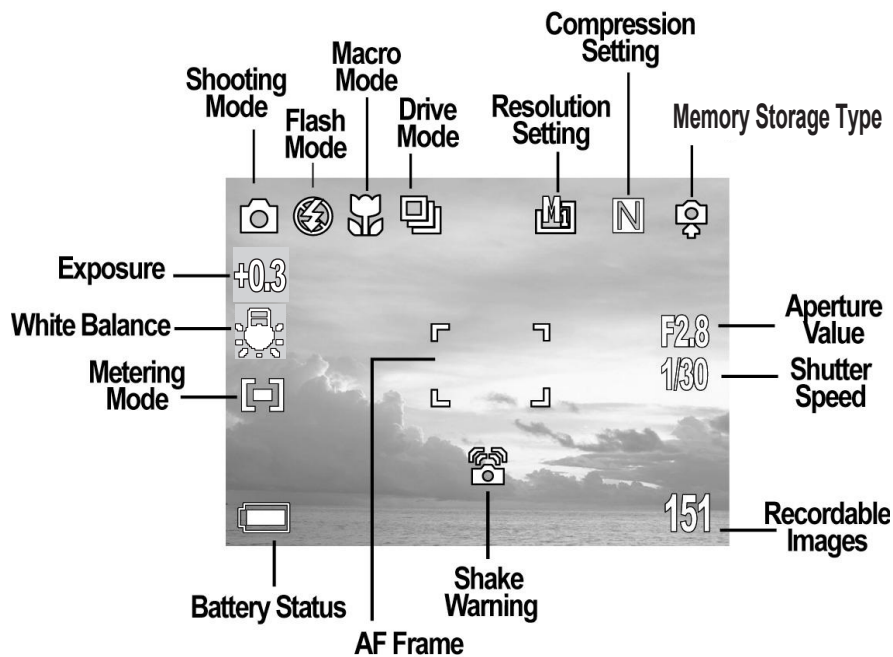 Compression
Setting
Macro
Mode
Shooting
Mode
Flash
Mode
Drive
Mode
Resolution
Setting
Memory Storage Type
M1
N
Exposure
+0.3
White Balance
Metering
Mode
F2.8
Aperture
Value
1/30
Shutter
Speed
151
Recordable
Images
Battery Status
AF Frame
Shake
Warning